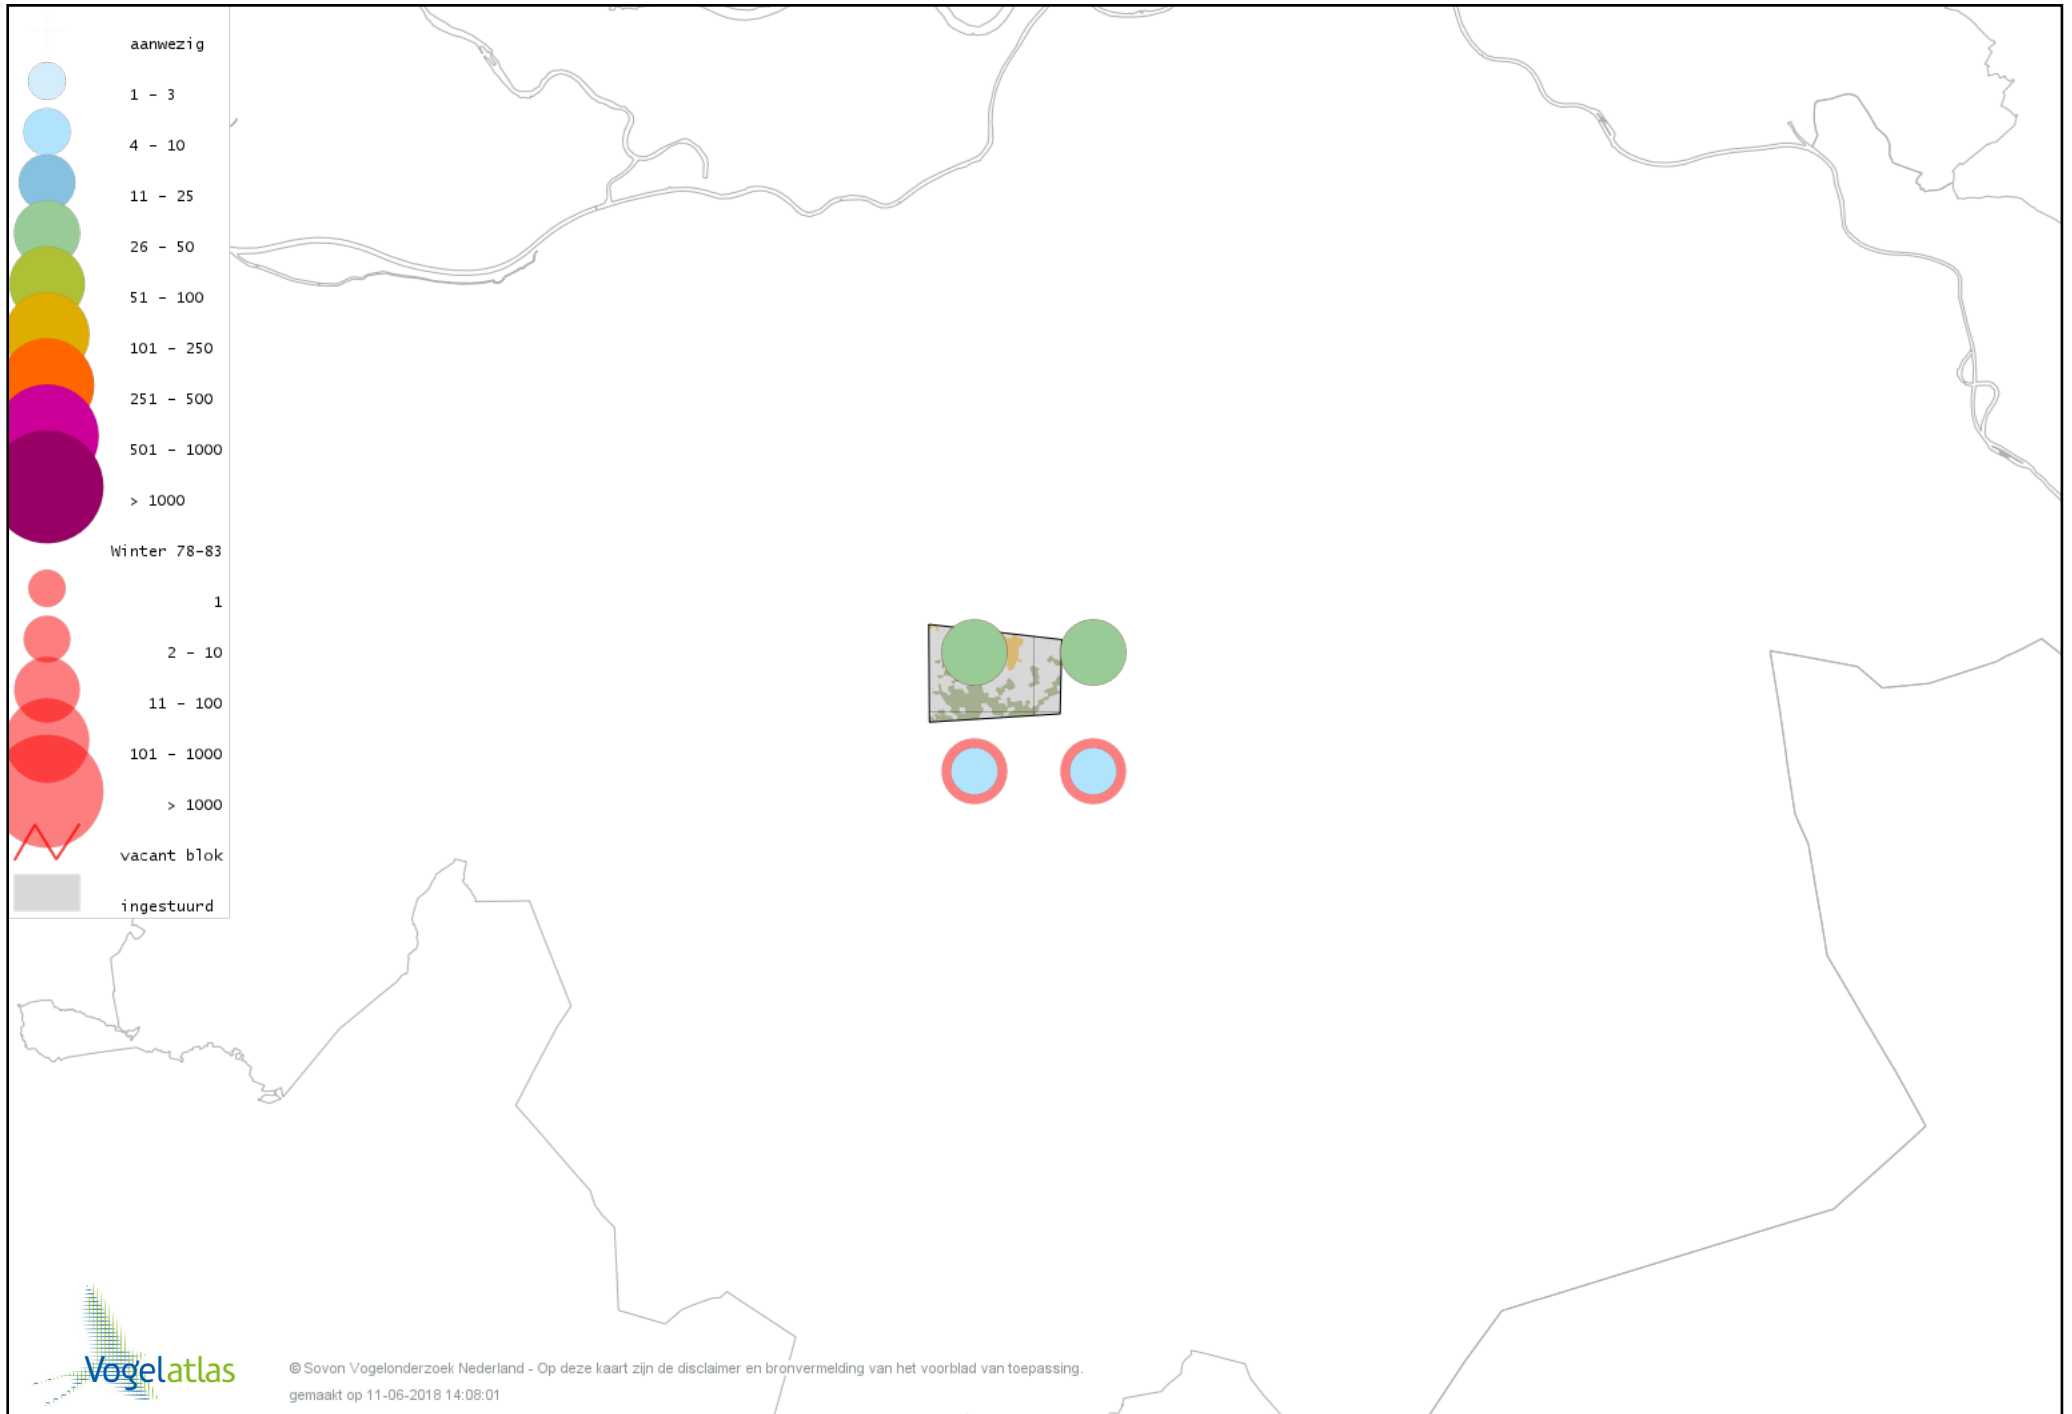 aanwezig
1 - 3
4 - 10
11 - 25
26 - 50
51 - 100
101 - 250
251 - 500
501 - 1000
> 1000
Winter 78-83
1
2 - 10
11 - 100
101 - 1000
> 1000
vacant blok
ingestuurd
Vogelatlas
© Sovon Vogelonderzoek Nederland - Op deze kaart zijn de disclaimer en bronvermelding van het voorblad van toepassing.
gemaakt op 11-06-2018 14:08:01